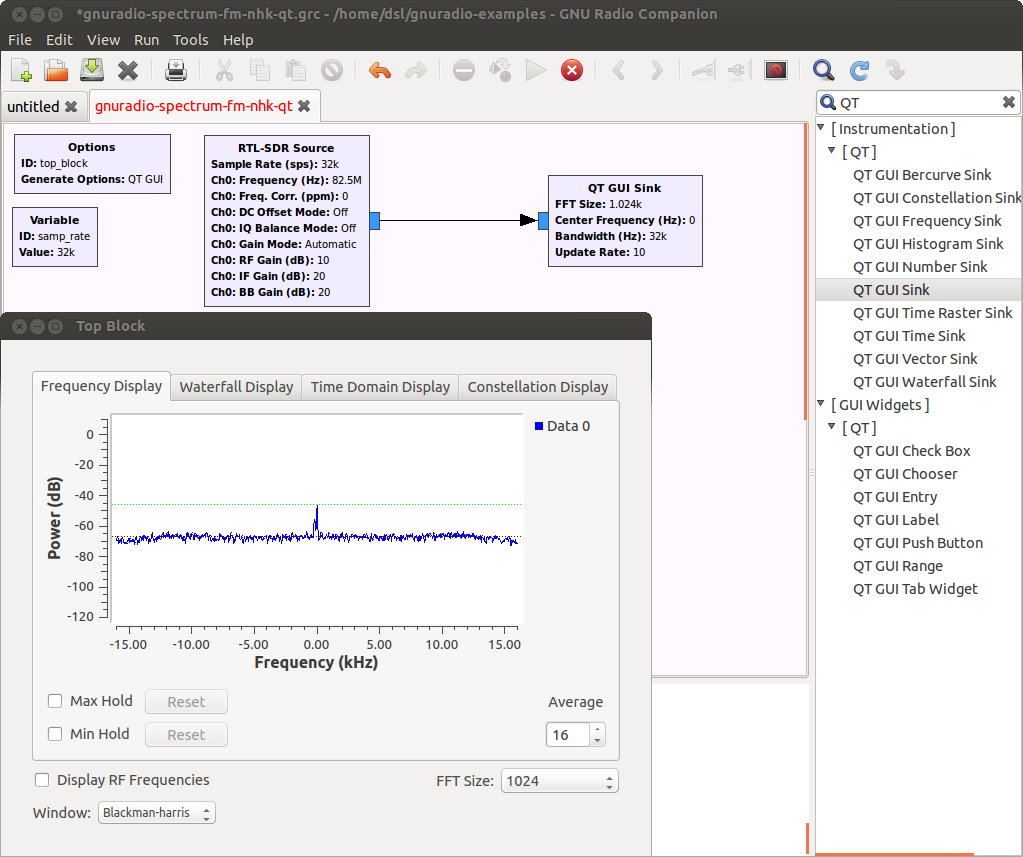 *gnuradio-spectrum-fm-nhk-qt.grc - /home/dsl/gnuradio-examples - GNU Radio Companion
File Edit View Run Tools Help
untitled
gnuradio-spectrum-fm-nhk-qt
Options
ID: top_block
Generate Options: QT GUI
Variable
ID: samp_rate
Value: 32k
RTL-SDR Source
Sample Rate (sps): 32k
Ch0: Frequency (Hz): 82.5M
Ch0: Freq. Corr. (ppm): 0
Ch0: DC Offset Mode: Off
Ch0: IQ Balance Mode: Off
Ch0: Gain Mode: Automatic
Ch0: RF Gain (dB): 10
Ch0: IF Gain (dB): 20
Ch0: BB Gain (dB): 20
QT GUI Sink
FFT Size: 1.024k
Center Frequency (Hz): 0
Bandwidth (Hz): 32k
Update Rate: 10
QT
[ Instrumentation ]
[ QT ]
QT GUI Bercurve Sink
QT GUI Constellation Sink
QT GUI Frequency Sink
QT GUI Histogram Sink
QT GUI Number Sink
QT GUI Sink
QT GUI Time Raster Sink
QT GUI Time Sink
QT GUI Vector Sink
QT GUI Waterfall Sink
[ GUI Widgets ]
[ QT ]
QT GUI Check Box
QT GUI Chooser
QT GUI Entry
QT GUI Label
QT GUI Push Button
QT GUI Range
QT GUI Tab Widget
Top Block
Frequency Display
Waterfall Display
Time Domain Display
Constellation Display
Data 0
Power (dB)
0
-20
-40
-60
-80
-100
-120
-15.00 -10.00 -5.00 0.00 5.00 10.00 15.00
Frequency (kHz)
Max Hold
Reset
Average
Min Hold
Reset
16
Display RF Frequencies
FFT Size: 1024
Window: Blackman-harris